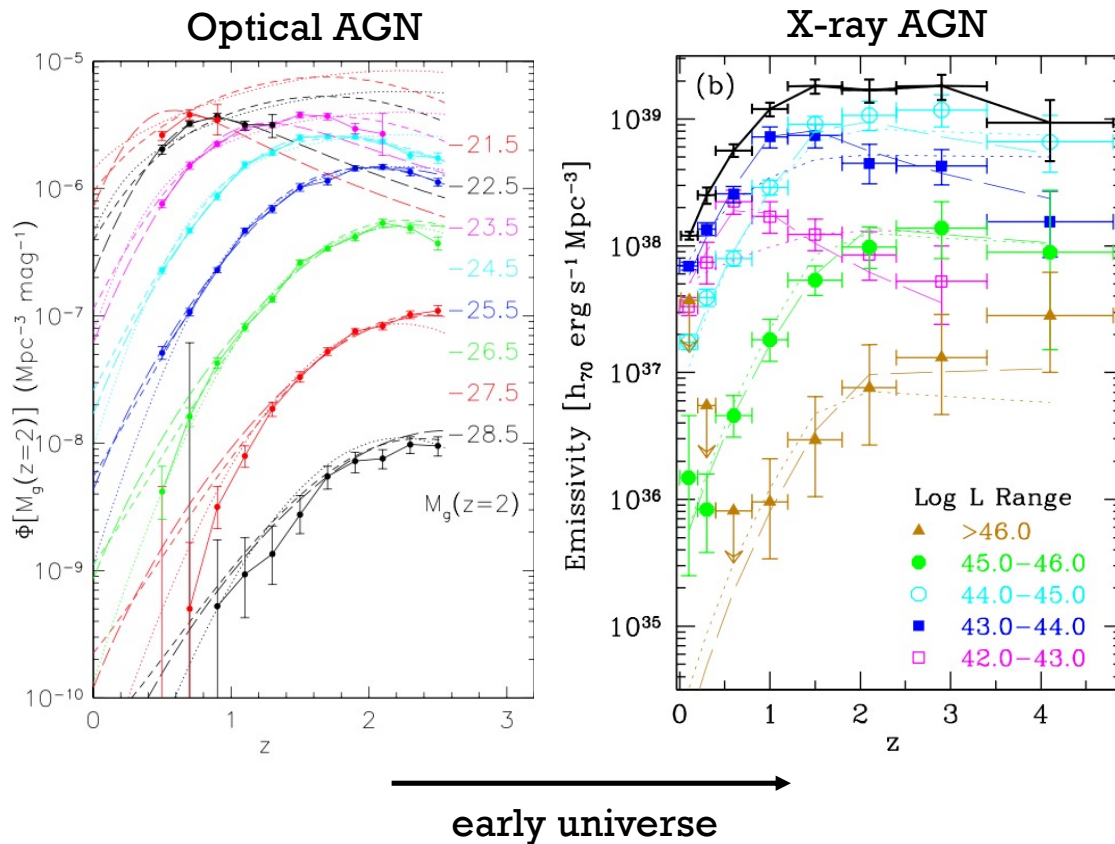 Optical AGN
X-ray AGN
10⁻⁵
10⁻⁶
10⁻⁷
10⁻⁸
10⁻⁹
10⁻¹⁰
Φ[M_g(z=2)] (Mpc⁻³ mag⁻¹)
-21.5
-22.5
-23.5
-24.5
-25.5
-26.5
-27.5
-28.5
M_g(z=2)
0 1 2 3
z
(b)
10³⁹
10³⁸
10³⁷
10³⁶
10³⁵
Emissivity [h₇₀ erg s⁻¹ Mpc⁻³]
Log L Range
>46.0
45.0-46.0
44.0-45.0
43.0-44.0
42.0-43.0
0 1 2 3 4
z
early universe